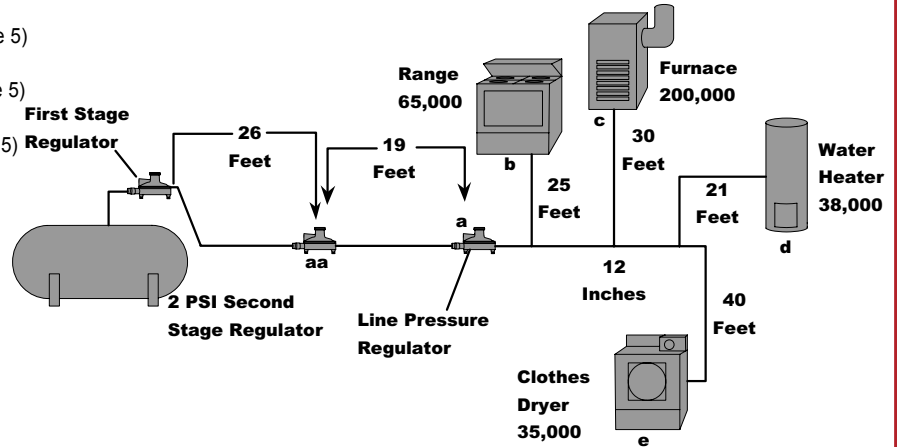 e 5)
e 5)
5)
First Stage
Regulator
26
Feet
19
Feet
aa
a
2 PSI Second
Stage Regulator
Line Pressure
Regulator
Range
65,000
b
25
Feet
Furnace
200,000
c
30
Feet
12
Inches
21
Feet
Water
Heater
38,000
d
40
Feet
Clothes
Dryer
35,000
e